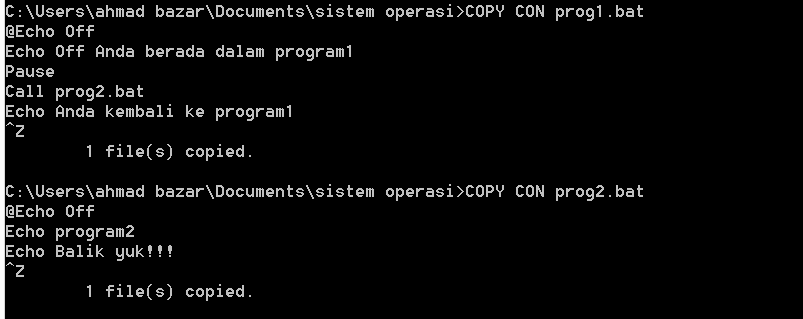 C:\Users\ahmad bazar\Documents\sistem operasi>COPY CON prog1.bat
@Echo Off
Echo Off Anda berada dalam program1
Pause
Call prog2.bat
Echo Anda kembali ke program1
^Z
        1 file(s) copied.
C:\Users\ahmad bazar\Documents\sistem operasi>COPY CON prog2.bat
@Echo Off
Echo program2
Echo Balik yuk!!!
^Z
        1 file(s) copied.